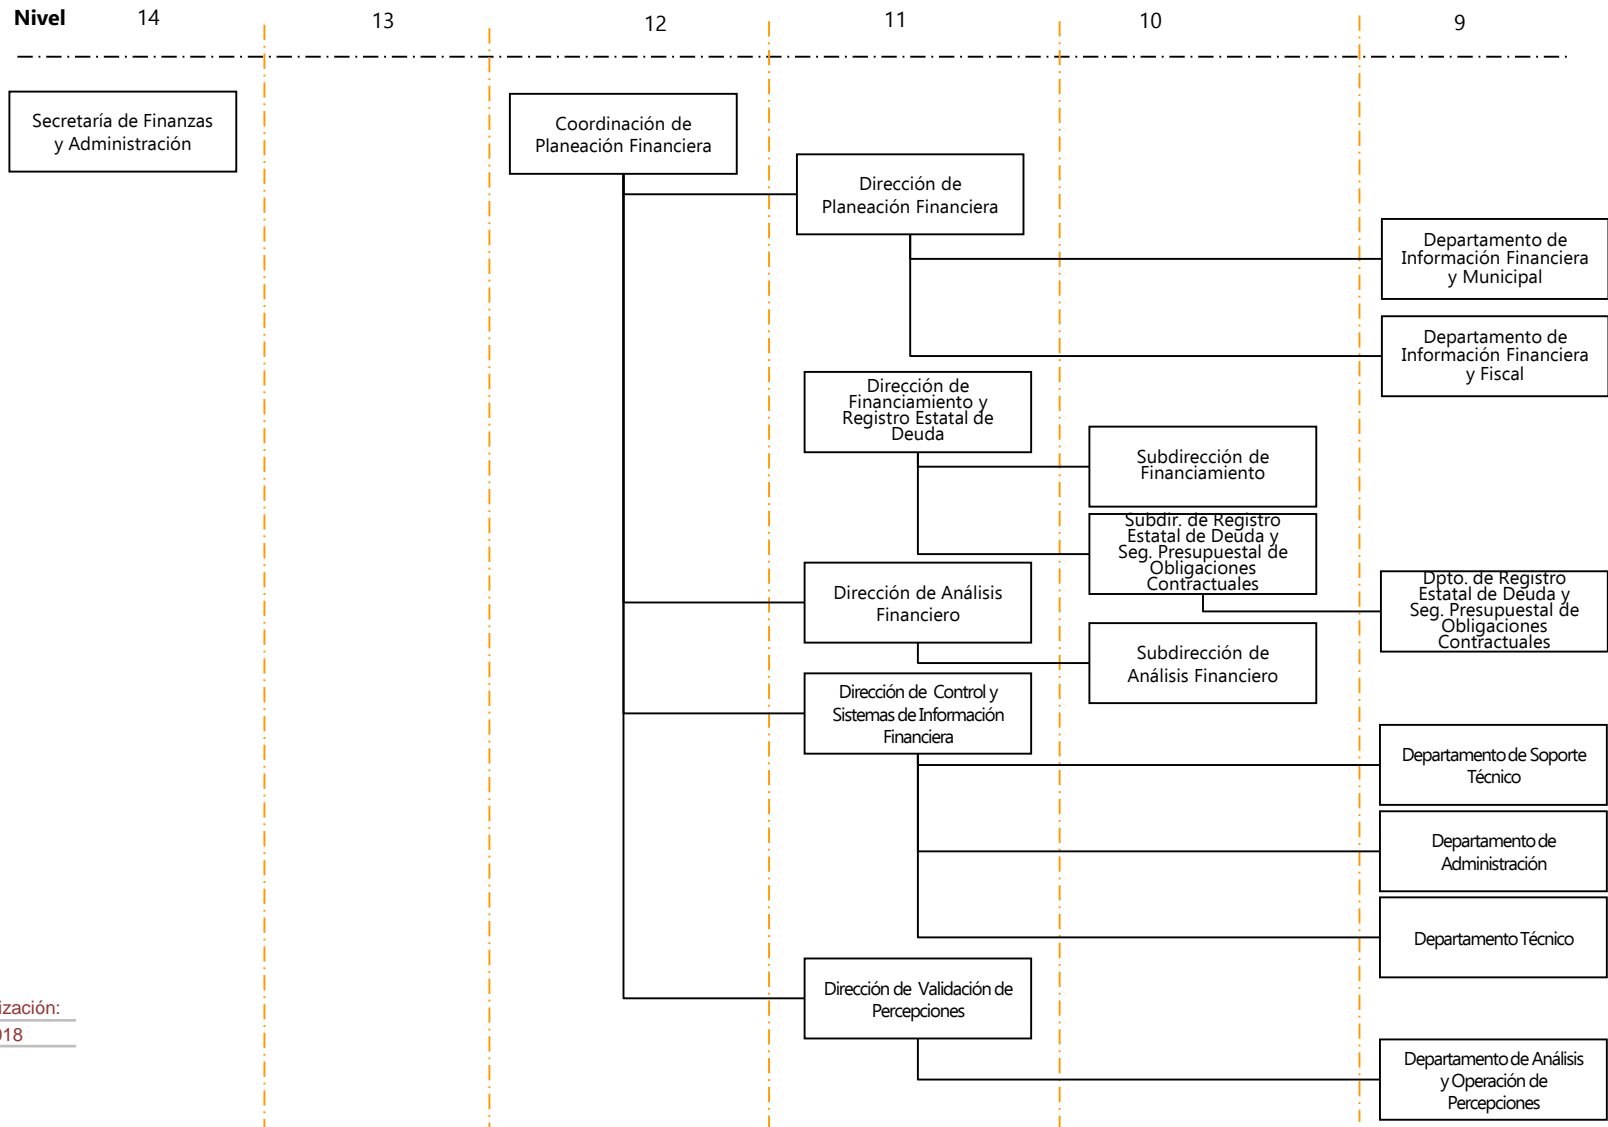 Nivel 14 13 12 11 10 9
Secretaría de Finanzas
y Administración
Coordinación de
Planeación Financiera
Dirección de
Planeación Financiera
Departamento de
Información Financiera
y Municipal
Departamento de
Información Financiera
y Fiscal
Dirección de
Financiamiento y
Registro Estatal de
Deuda
Subdirección de
Financiamiento
Subdir. de Registro
Estatal de Deuda y
Seg. Presupuestal de
Obligaciones
Contractuales
Dpto. de Registro
Estatal de Deuda y
Seg. Presupuestal de
Obligaciones
Contractuales
Dirección de Análisis
Financiero
Subdirección de
Análisis Financiero
Dirección de Control y
Sistemas de Información
Financiera
Departamento de Soporte
Técnico
Departamento de
Administración
Departamento Técnico
Dirección de Validación de
Percepciones
Departamento de Análisis
y Operación de
Percepciones
ización:
018